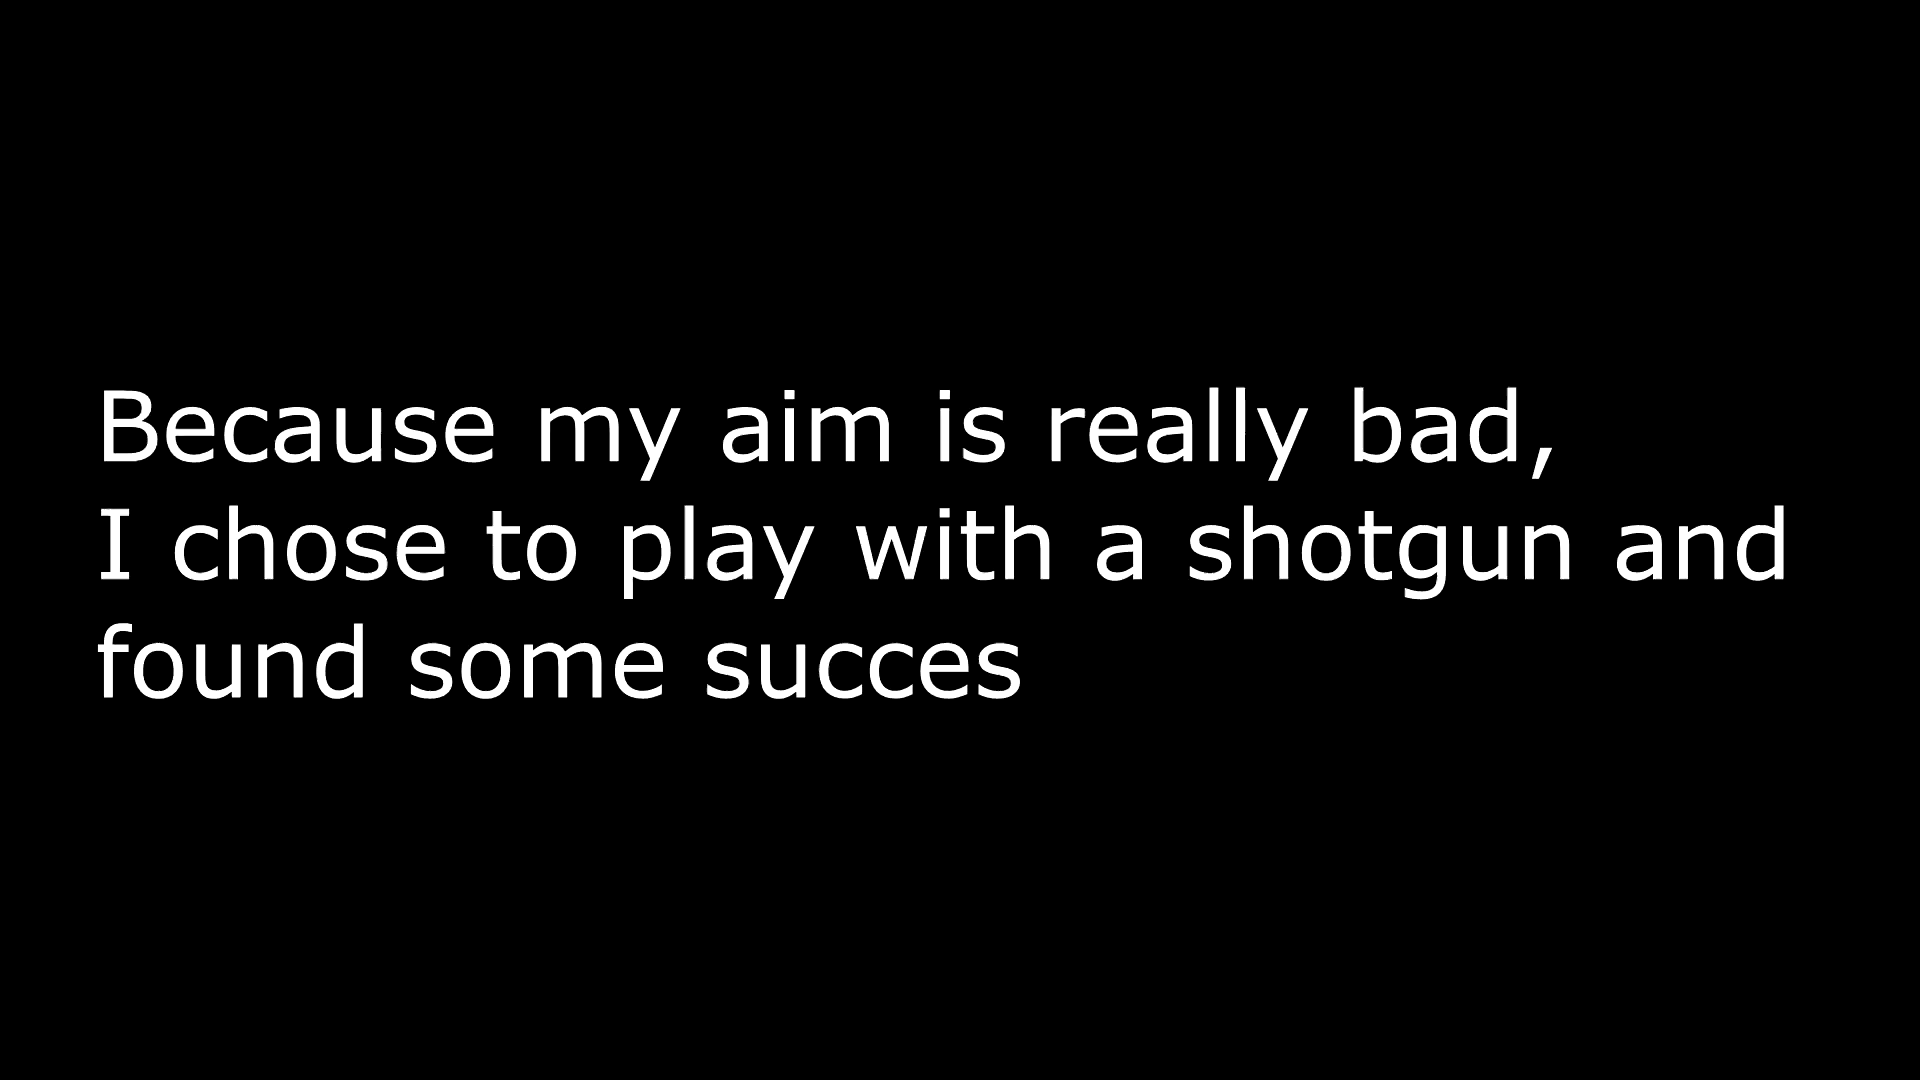 Because my aim is really bad,
I chose to play with a shotgun and
found some succes